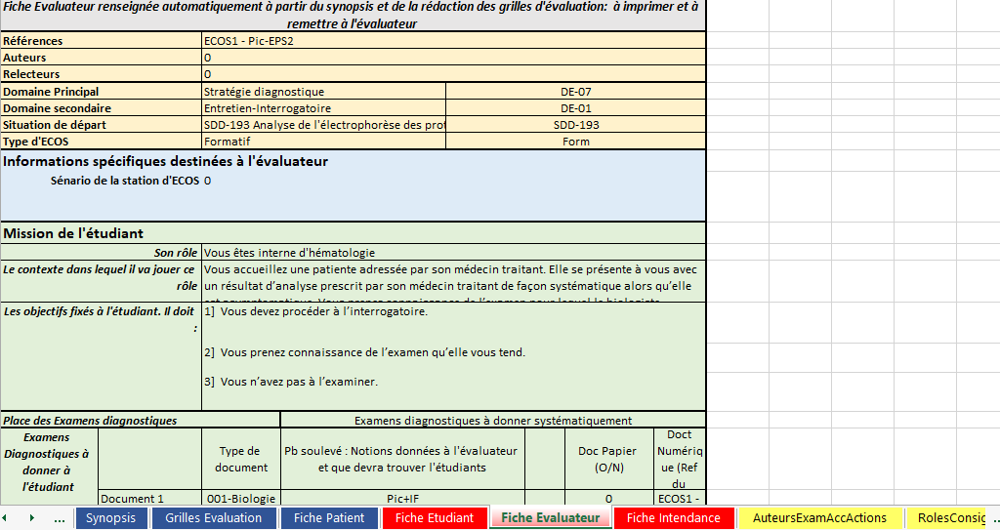 Fiche Evaluateur renseignée automatiquement à partir du synopsis et de la rédaction des grilles d'évaluation: à imprimer et à
remettre à l'évaluateur
Références ECOS1 - Pic-EPS2
Auteurs 0
Relecteurs 0
Domaine Principal Stratégie diagnostique DE-07
Domaine secondaire Entretien-Interrogatoire DE-01
Situation de départ SDD-193 Analyse de l'électrophorèse des prot SDD-193
Type d'ECOS Formatif Form
Informations spécifiques destinées à l'évaluateur
Sénario de la station d'ECOS 0
Mission de l'étudiant
Son rôle Vous êtes interne d'hématologie
Le contexte dans lequel il va jouer ce rôle Vous accueillez une patiente adressée par son médecin traitant. Elle se présente à vous avec
un résultat d’analyse prescrit par son médecin traitant de façon systématique alors qu’elle
Les objectifs fixés à l'étudiant. Il doit : 1] Vous devez procéder à l’interrogatoire.
2] Vous prenez connaissance de l’examen qu’elle vous tend.
3] Vous n’avez pas à l’examiner.
Place des Examens diagnostiques Examens diagnostiques à donner systématiquement
Examens Diagnostiques à donner à l'étudiant
Type de document
Pb soulevé : Notions données à l'évaluateur et que devra trouver l'étudiants
Doc Papier (O/N)
Doct Numériq ue (Ref du
Document 1 001-Biologie Pic+IF 0 ECOS1 -
... Synopsis Grilles Evaluation Fiche Patient Fiche Etudiant Fiche Evaluateur Fiche Intendance AuteursExamAccActions RolesConsig ...